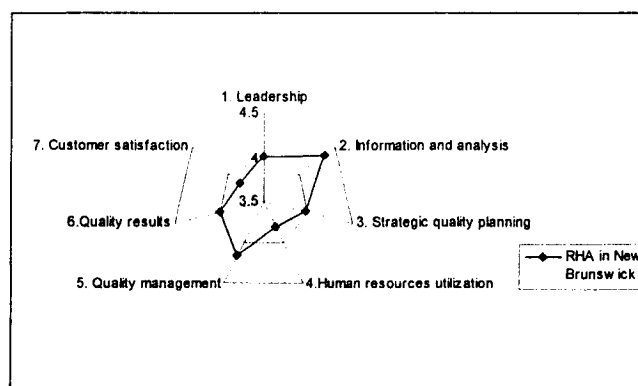 1. Leadership
4.5
7. Customer satisfaction
2. Information and analysis
4
3.5
6.Quality results
3. Strategic quality planning
RHA in New
Brunswick
5. Quality management
4.Human resources utilization